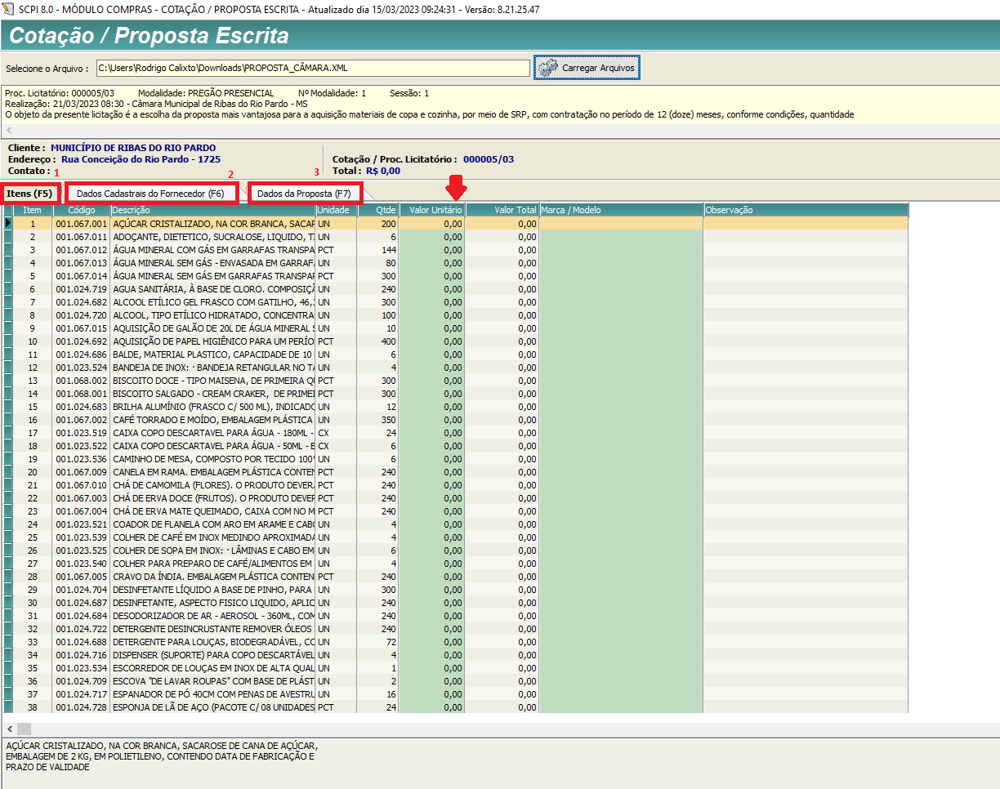 SCPI 8.0 - MÓDULO COMPRAS - COTAÇÃO / PROPOSTA ESCRITA - Atualizado dia 15/03/2023 09:24:31 - Versão: 8.21.25.47
Cotação / Proposta Escrita
Selecione o Arquivo : C:\Users\Rodrigo Calixto\Downloads\PROPOSTA_CÂMARA.XML Carregar Arquivos
Proc. Licitatório: 000005/03 Modalidade: PREGÃO PRESENCIAL Nº Modalidade: 1 Sessão: 1
Realização: 21/03/2023 08:30 - Câmara Municipal de Ribas do Rio Pardo - MS
O objeto da presente licitação é a escolha da proposta mais vantajosa para a aquisição materiais de copa e cozinha, por meio de SRP, com contratação no período de 12 (doze) meses, conforme condições, quantidade
Cliente : MUNICÍPIO DE RIBAS DO RIO PARDO
Endereço : Rua Conceição do Rio Pardo - 1725 Cotação / Proc. Licitatório : 000005/03
Contato : 1 2 3 Total : R$ 0,00
Itens (F5) Dados Cadastrais do Fornecedor (F6) Dados da Proposta (F7)
Item Código Descrição Unidade Qtde Valor Unitário Valor Total Marca / Modelo Observação
1 001.067.001 AÇÚCAR CRISTALIZADO, NA COR BRANCA, SACAR UN 200 0,00 0,00
2 001.067.011 ADOÇANTE, DIETETICO, SUCRALOSE, LIQUIDO, TI UN 6 0,00 0,00
3 001.067.012 ÁGUA MINERAL COM GÁS EM GARRAFAS TRANSPA PCT 144 0,00 0,00
4 001.067.013 ÁGUA MINERAL SEM GÁS - ENVASADA EM GARRAFA UN 80 0,00 0,00
5 001.067.014 ÁGUA MINERAL SEM GÁS EM GARRAFAS TRANSPAR PCT 300 0,00 0,00
6 001.024.719 AGUA SANITÁRIA, À BASE DE CLORO. COMPOSIÇÃ UN 240 0,00 0,00
7 001.024.682 ALCOOL ETÍLICO GEL FRASCO COM GATILHO, 46, UN 300 0,00 0,00
8 001.024.720 ALCOOL, TIPO ETÍLICO HIDRATADO, CONCENTRA UN 100 0,00 0,00
9 001.067.015 AQUISIÇÃO DE GALÃO DE 20L DE ÁGUA MINERAL S UN 10 0,00 0,00
10 001.024.692 AQUISIÇÃO DE PAPEL HIGIÊNICO PARA UM PERÍO PCT 400 0,00 0,00
11 001.024.686 BALDE, MATERIAL PLASTICO, CAPACIDADE DE 10 UN 6 0,00 0,00
12 001.023.524 BANDEJA DE INOX: · BANDEJA RETANGULAR NO TA UN 4 0,00 0,00
13 001.068.002 BISCOITO DOCE - TIPO MAISENA, DE PRIMEIRA QU PCT 300 0,00 0,00
14 001.068.001 BISCOITO SALGADO - CREAM CRAKER, DE PRIMEI PCT 300 0,00 0,00
15 001.024.683 BRILHA ALUMÍNIO (FRASCO C/ 500 ML), INDICADO UN 12 0,00 0,00
16 001.067.002 CAFÉ TORRADO E MOÍDO, EMBALAGEM PLÁSTICA UN 350 0,00 0,00
17 001.023.519 CAIXA COPO DESCARTAVEL PARA ÁGUA - 180ML - CX 24 0,00 0,00
18 001.023.522 CAIXA COPO DESCARTAVEL PARA ÁGUA - 50ML - E CX 6 0,00 0,00
19 001.023.536 CAMINHO DE MESA, COMPOSTO POR TECIDO 100% UN 6 0,00 0,00
20 001.067.009 CANELA EM RAMA. EMBALAGEM PLÁSTICA CONTEN PCT 240 0,00 0,00
21 001.067.010 CHÁ DE CAMOMILA (FLORES). O PRODUTO DEVERA PCT 240 0,00 0,00
22 001.067.003 CHÁ DE ERVA DOCE (FRUTOS). O PRODUTO DEVER PCT 240 0,00 0,00
23 001.067.004 CHÁ DE ERVA MATE QUEIMADO, CAIXA COM NO M PCT 240 0,00 0,00
24 001.023.521 COADOR DE FLANELA COM ARO EM ARAME E CABO UN 4 0,00 0,00
25 001.023.539 COLHER DE CAFÉ EM INOX MEDINDO APROXIMADA UN 4 0,00 0,00
26 001.023.525 COLHER DE SOPA EM INOX: · LÂMINAS E CABO EM UN 6 0,00 0,00
27 001.023.540 COLHER PARA PREPARO DE CAFÉ/ALIMENTOS EM UN 4 0,00 0,00
28 001.067.005 CRAVO DA ÍNDIA. EMBALAGEM PLÁSTICA CONTEN PCT 240 0,00 0,00
29 001.024.704 DESINFETANTE LÍQUIDO A BASE DE PINHO, PARA UN 300 0,00 0,00
30 001.024.687 DESINFETANTE, ASPECTO FISICO LIQUIDO, APLIC UN 240 0,00 0,00
31 001.024.684 DESODORIZADOR DE AR - AEROSOL - 360ML, COM UN 240 0,00 0,00
32 001.024.722 DETERGENTE DESINCRUSTANTE REMOVER ÓLEOS UN 240 0,00 0,00
33 001.024.688 DETERGENTE PARA LOUÇAS, BIODEGRADÁVEL, CO UN 72 0,00 0,00
34 001.024.716 DISPENSER (SUPORTE) PARA COPO DESCARTÁVEL UN 4 0,00 0,00
35 001.023.534 ESCORREDOR DE LOUÇAS EM INOX DE ALTA QUAL UN 1 0,00 0,00
36 001.024.709 ESCOVA "DE LAVAR ROUPAS" COM BASE DE PLÁST UN 2 0,00 0,00
37 001.024.717 ESPANADOR DE PÓ 40CM COM PENAS DE AVESTRU UN 16 0,00 0,00
38 001.024.728 ESPONJA DE LÃ DE AÇO (PACOTE C/ 08 UNIDADES PCT 24 0,00 0,00
AÇÚCAR CRISTALIZADO, NA COR BRANCA, SACAROSE DE CANA DE AÇÚCAR,
EMBALAGEM DE 2 KG, EM POLIETILENO, CONTENDO DATA DE FABRICAÇÃO E
PRAZO DE VALIDADE